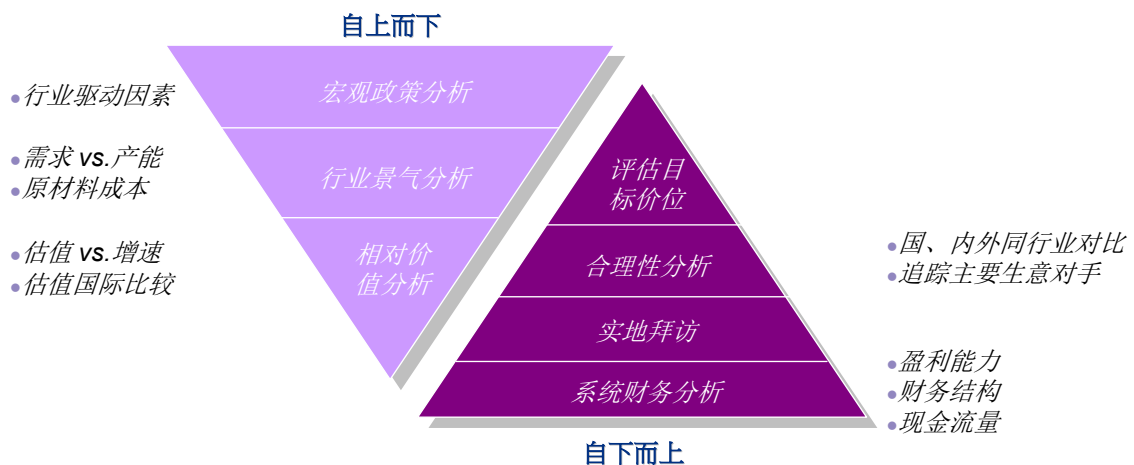 自上而下
宏观政策分析
•行业驱动因素
•需求 vs.产能
•原材料成本
行业景气分析
相对价
值分析
•估值 vs.增速
•估值国际比较
评估目
标价位
合理性分析
•国、内外同行业对比
•追踪主要生意对手
实地拜访
系统财务分析
•盈利能力
•财务结构
•现金流量
自下而上